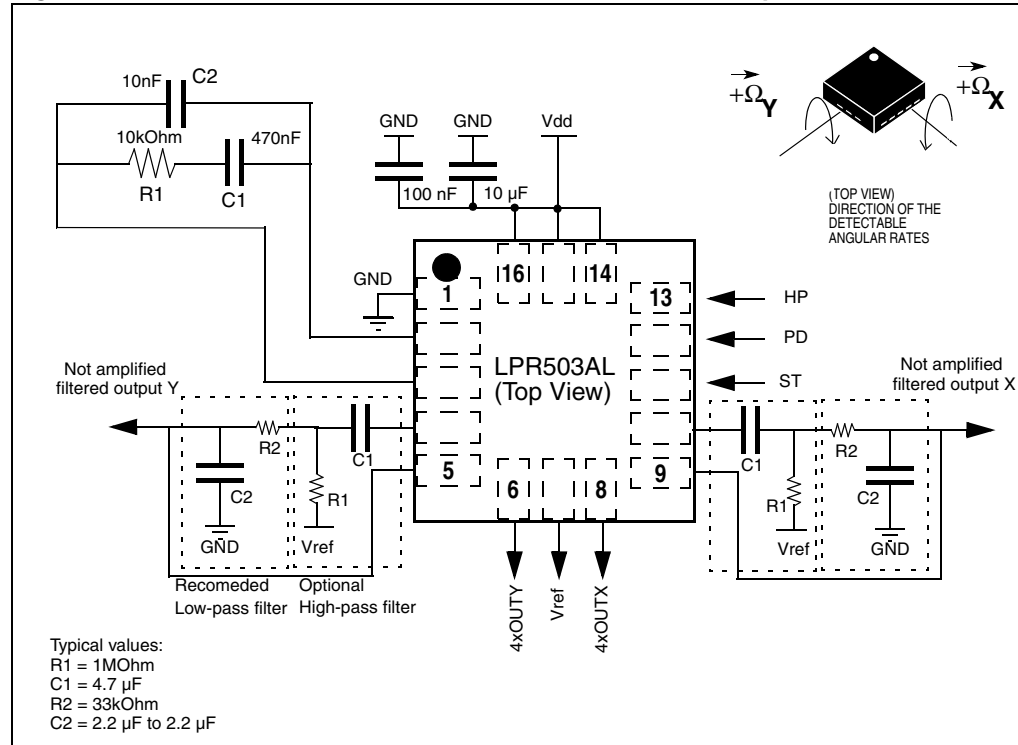 10nF
C2
10kOhm
470nF
R1
C1
GND
GND
Vdd
100 nF
10 µF
+ΩY
+ΩX
(TOP VIEW)
DIRECTION OF THE
DETECTABLE
ANGULAR RATES
GND
1
16
14
13
HP
PD
ST
LPR503AL
(Top View)
Not amplified
filtered output Y
Not amplified
filtered output X
R2
C1
C2
R1
GND
Vref
5
6
8
9
C1
R2
R1
C2
Vref
GND
Recomeded
Low-pass filter
Optional
High-pass filter
4xOUTY
Vref
4xOUTX
Typical values:
R1 = 1MOhm
C1 = 4.7 µF
R2 = 33kOhm
C2 = 2.2 µF to 2.2 µF